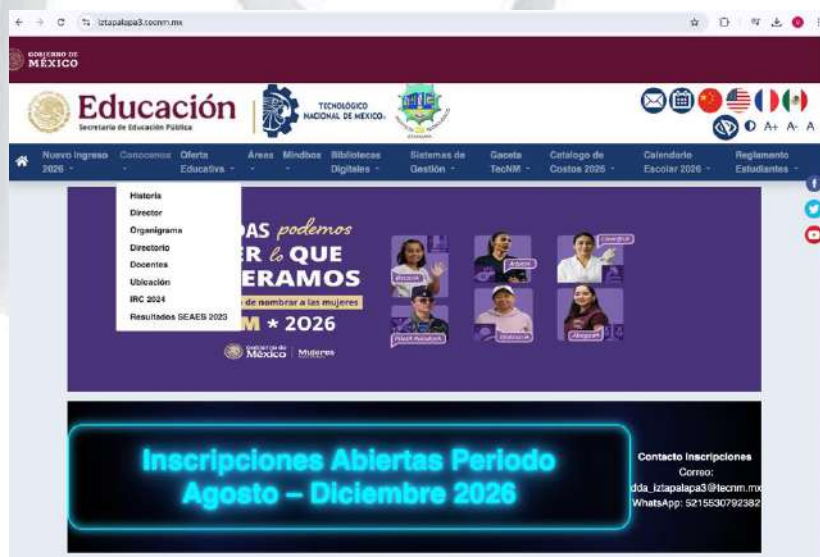 iztapalapa3.tecnm.mx
GOBIERNO DE
MÉXICO
Educación
Secretaría de Educación Pública
TECNOLÓGICO
NACIONAL DE MÉXICO
A+ A- A
Nuevo Ingreso
2026
Conocenos
Oferta
Educativa
Áreas
Mindbox
Bibliotecas
Digitales
Sistemas de
Gestión
Gaceta
TecNM
Catalogo de
Costos 2026
Calendario
Escolar 2026
Reglamento
Estudiantes
Historia
Director
Organigrama
Directorio
Docentes
Ubicación
IRC 2024
Resultados SEAES 2023
DAS podemos
ER lo QUE
ERAMOS
de nombrar a las mujeres
M * 2026
Gobierno de
México
Mujeres
Inscripciones Abiertas Periodo
Agosto – Diciembre 2026
Contacto Inscripciones
Correo:
dda_iztapalapa3@tecnm.mx
WhatsApp: 5215530792382